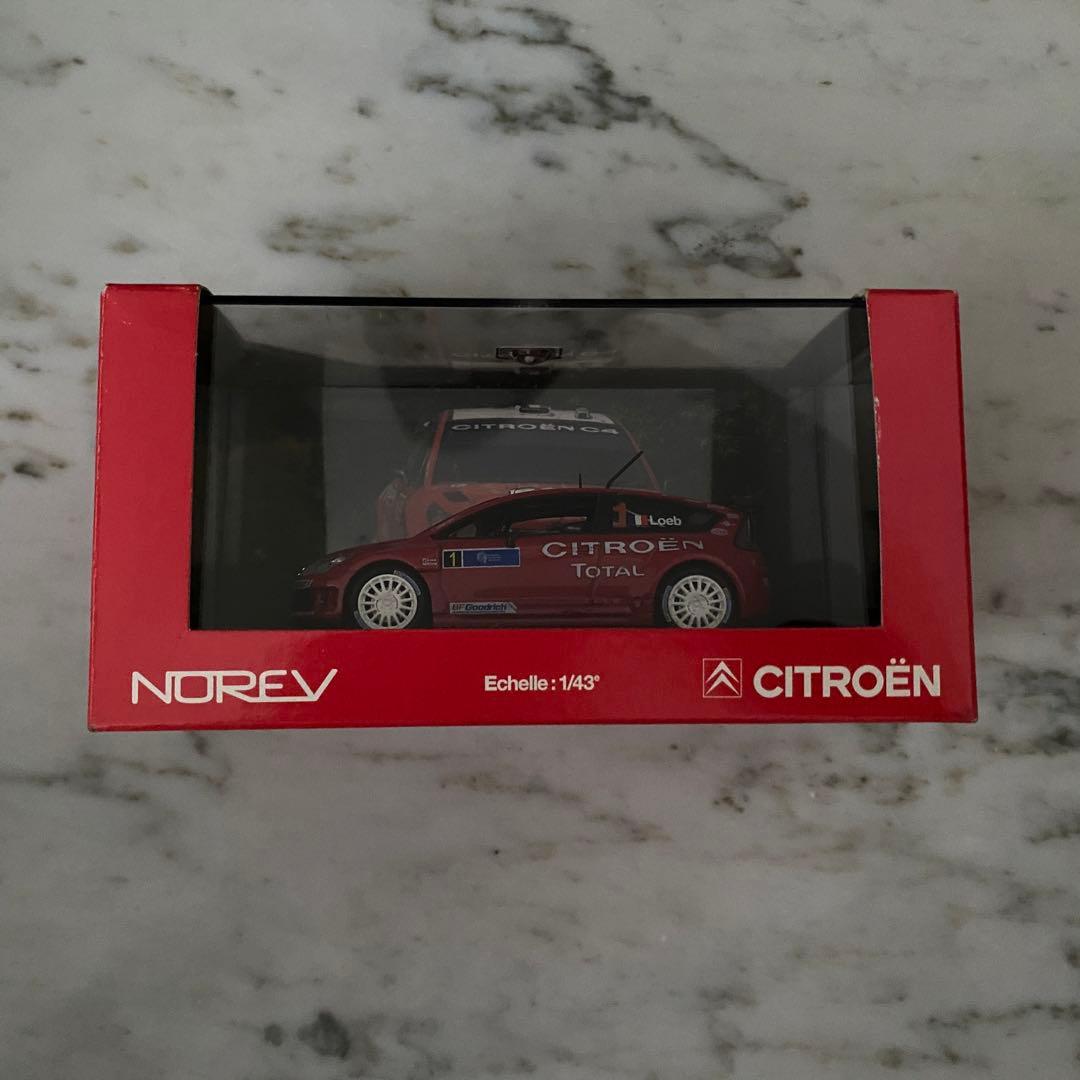 CITROËN C4
1
Loeb
1
CITROËN
TOTAL
BFGoodrich
NOREV
Echelle : 1/43°
CITROËN